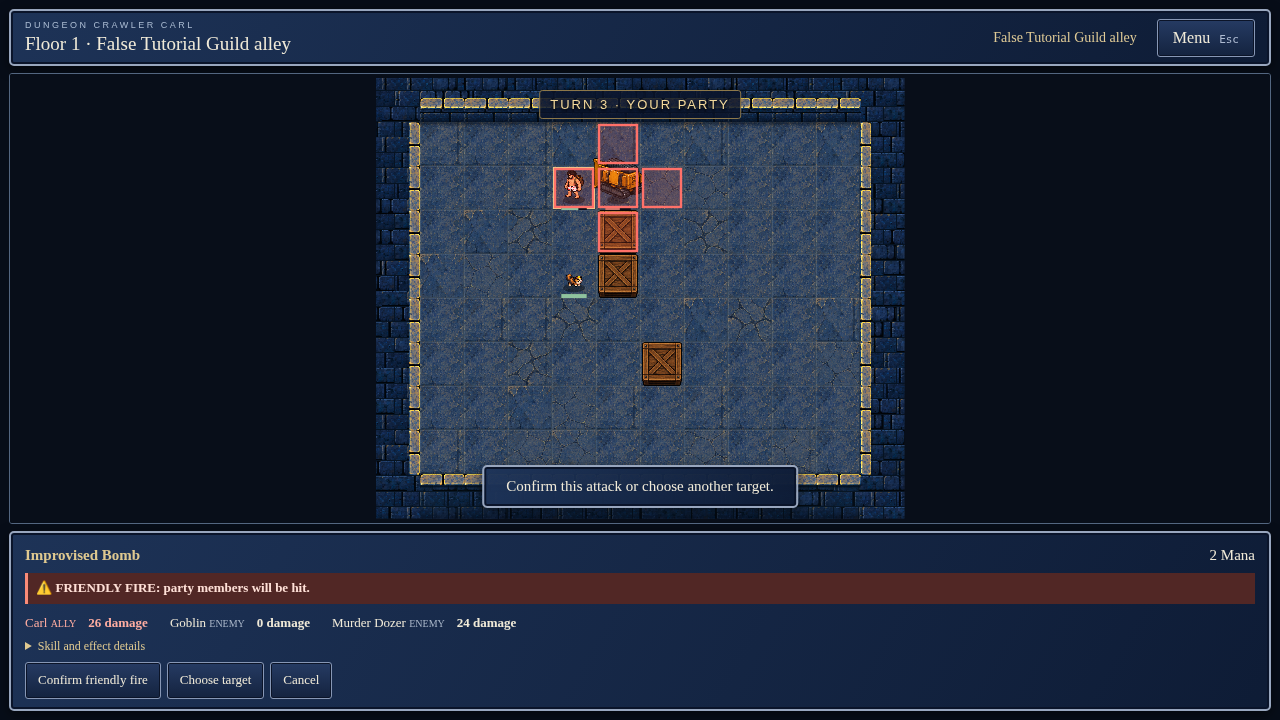 DUNGEON CRAWLER CARL
Floor 1 · False Tutorial Guild alley
False Tutorial Guild alley
Menu Esc
TURN 3 · YOUR PARTY
Confirm this attack or choose another target.
Improvised Bomb
2 Mana
⚠️ FRIENDLY FIRE: party members will be hit.
Carl ALLY 26 damage Goblin ENEMY 0 damage Murder Dozer ENEMY 24 damage
▶ Skill and effect details
Confirm friendly fire
Choose target
Cancel